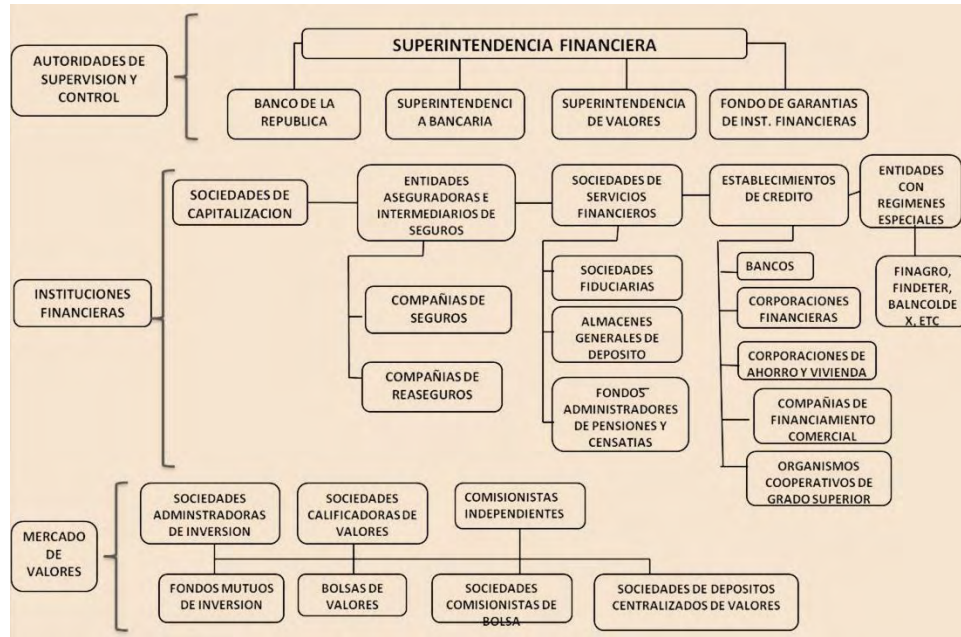 AUTORIDADES DE
SUPERVISION Y
CONTROL
SUPERINTENDENCIA FINANCIERA
BANCO DE LA
REPUBLICA
SUPERINTENDENCI
A BANCARIA
SUPERINTENDENCIA
DE VALORES
FONDO DE GARANTIAS
DE INST. FINANCIERAS
INSTITUCIONES
FINANCIERAS
SOCIEDADES DE
CAPITALIZACION
ENTIDADES
ASEGURADORAS E
INTERMEDIARIOS DE
SEGUROS
COMPAÑIAS DE
SEGUROS
COMPAÑIAS DE
REASEGUROS
SOCIEDADES
DE SERVICIOS
FINANCIEROS
SOCIEDADES
FIDUCIARIAS
ALMACENES
GENERALES DE
DEPOSITO
FONDOS
ADMINISTRADORES
DE PENSIONES Y
CENSATIAS
ESTABLECIMIENTOS
DE CREDITO
BANCOS
CORPORACIONES
FINANCIERAS
CORPORACIONES DE
AHORRO Y VIVIENDA
COMPAÑIAS DE
FINANCIAMIENTO
COMERCIAL
ORGANISMOS
COOPERATIVOS DE
GRADO SUPERIOR
ENTIDADES
CON
REGIMENES
ESPECIALES
FINAGRO,
FINDETER,
BALNCOLDE
X, ETC
MERCADO
DE
VALORES
SOCIEDADES
ADMINSTRADORAS
DE INVERSION
SOCIEDADES
CALIFICADORAS DE
VALORES
COMISIONISTAS
INDEPENDIENTES
FONDOS MUTUOS
DE INVERSION
BOLSAS DE
VALORES
SOCIEDADES
COMISIONISTAS DE
BOLSA
SOCIEDADES DE DEPOSITOS
CENTRALIZADOS DE VALORES